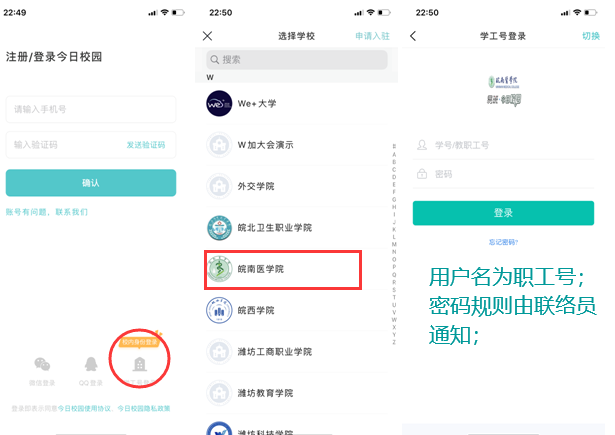 22:49
注册/登录今日校园
请输入手机号
输入验证码
发送验证码
确认
账号有问题，联系我们
校内身份登录
微信登录
QQ登录
登录即表示同意今日校园使用协议、今日校园隐私政策
22:50
选择学校
申请入驻
搜索
W
We+大学
W加大会演示
外交学院
皖北卫生职业学院
皖南医学院
皖西学院
潍坊工商职业学院
潍坊教育学院
潍坊科技学院
B
A
B
C
D
E
F
G
H
J
K
L
M
N
O
P
Q
R
S
T
U
V
W
X
Y
Z
22:50
学工号登录
切换
皖南医学院
学号/教职工号
密码
登录
忘记密码?
用户名为职工号；
密码规则由联络员
通知；